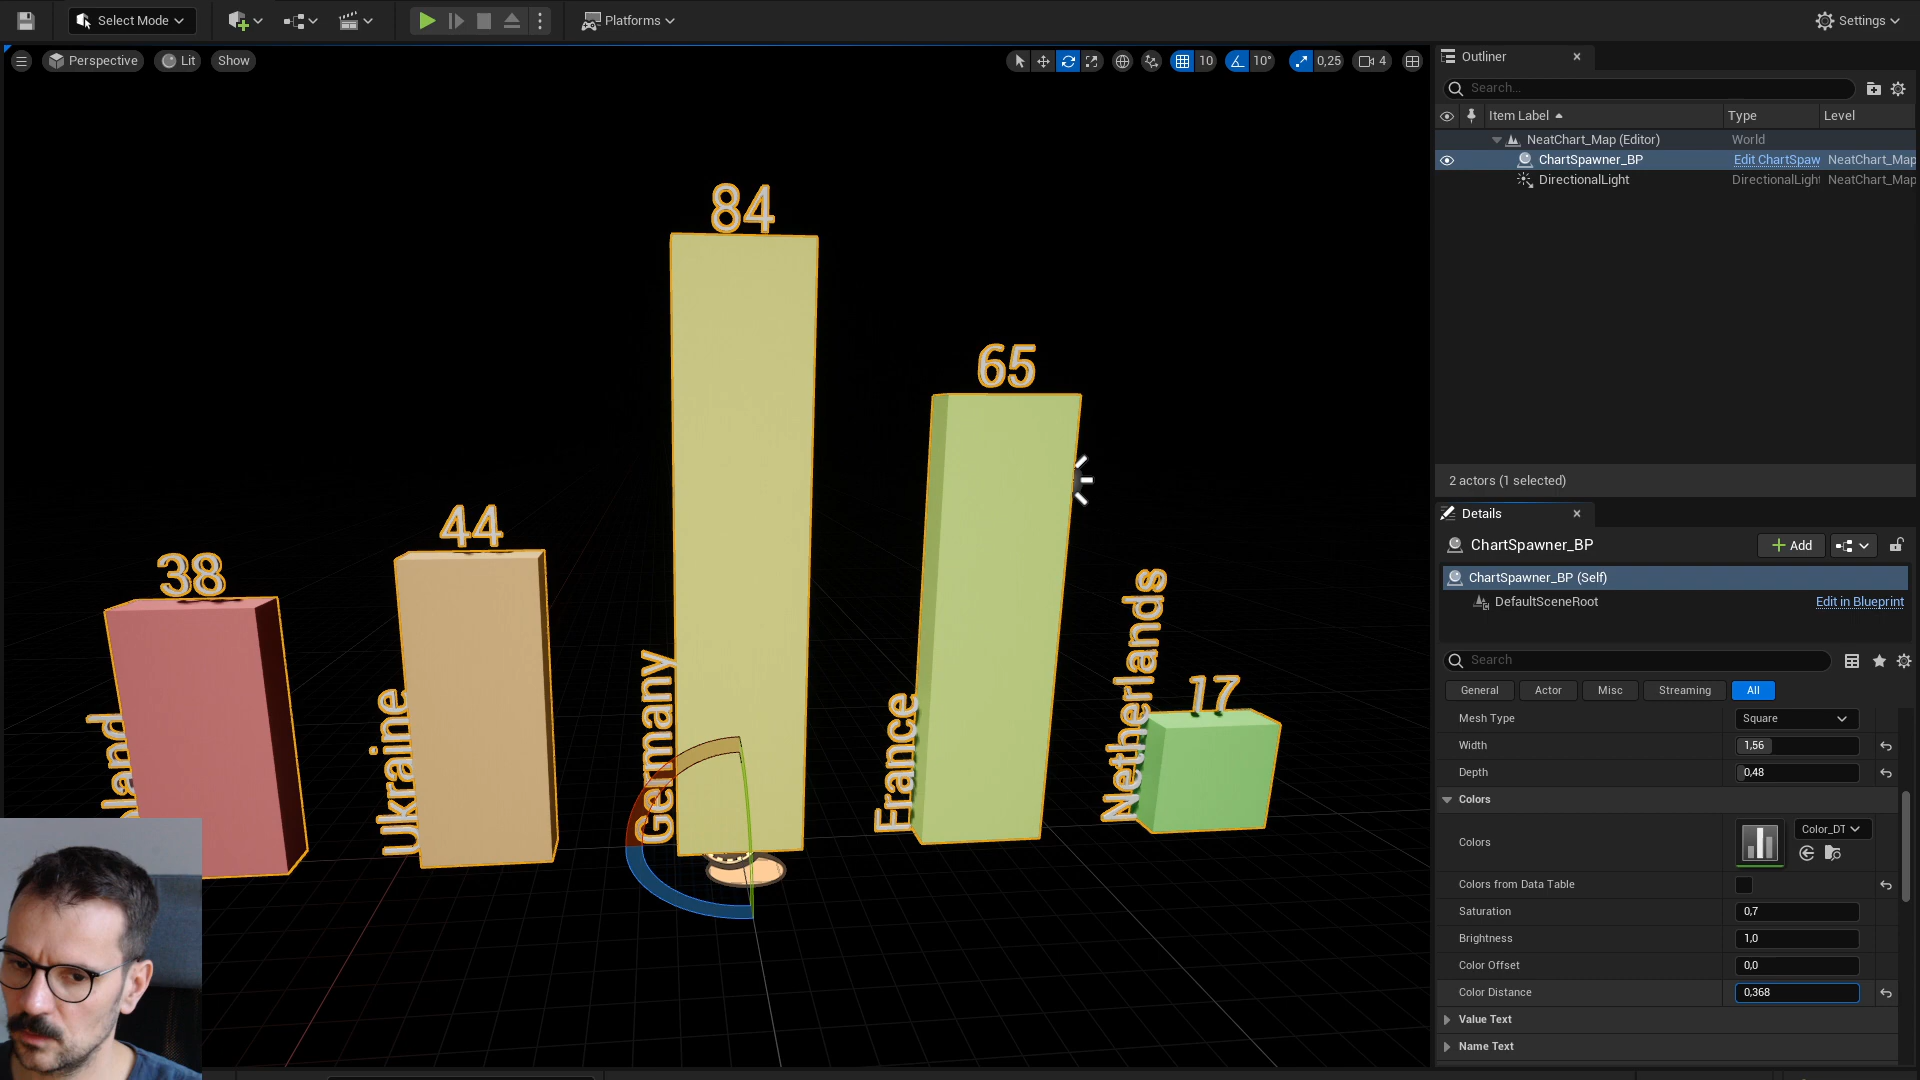 Select Mode
Platforms
Settings
Perspective
Lit
Show
10
10°
0,25
4
Outliner
Search...
Item Label
Type
Level
NeatChart_Map (Editor)
World
ChartSpawner_BP
Edit ChartSpaw
NeatChart_Map
DirectionalLight
DirectionalLight
NeatChart_Map
2 actors (1 selected)
84
65
44
38
17
land
Ukraine
Germany
France
Netherlands
Details
ChartSpawner_BP
Add
ChartSpawner_BP (Self)
DefaultSceneRoot
Edit in Blueprint
Search
General
Actor
Misc
Streaming
All
Mesh Type
Square
Width
1,56
Depth
0,48
Colors
Colors
Color_DT
Colors from Data Table
Saturation
0,7
Brightness
1,0
Color Offset
0,0
Color Distance
0,368
Value Text
Name Text